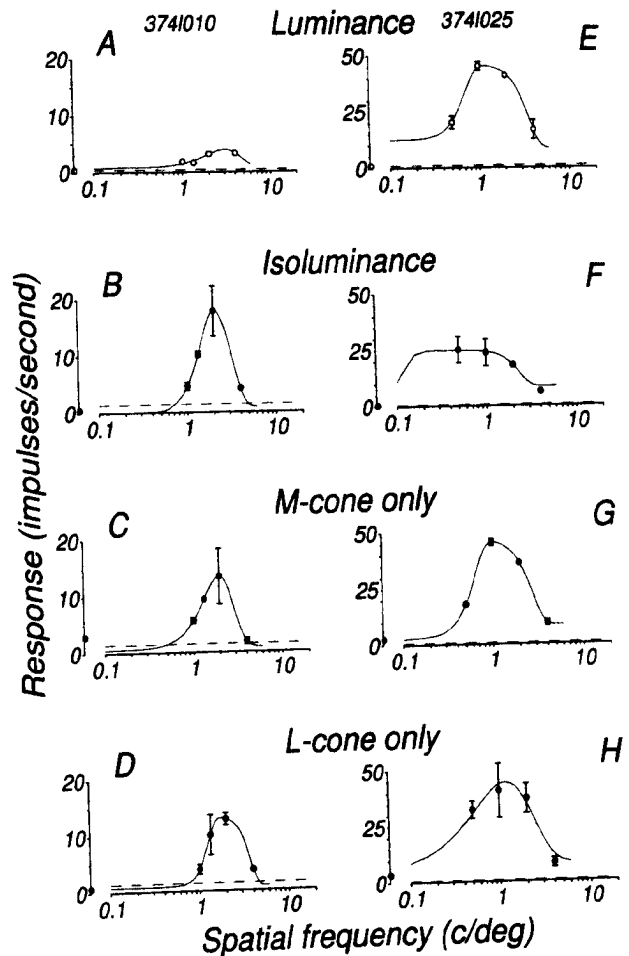 374I010 Luminance 374I025
A E
20 50
10 25
0 0
0.1 1 10 0.1 1 10
Isoluminance
B F
20 50
10 25
0 0
0.1 1 10 0.1 1 10
M-cone only
C G
20 50
10 25
0 0
0.1 1 10 0.1 1 10
L-cone only
D H
20 50
10 25
0 0
0.1 1 10 0.1 1 10
Response (impulses/second)
Spatial frequency (c/deg)